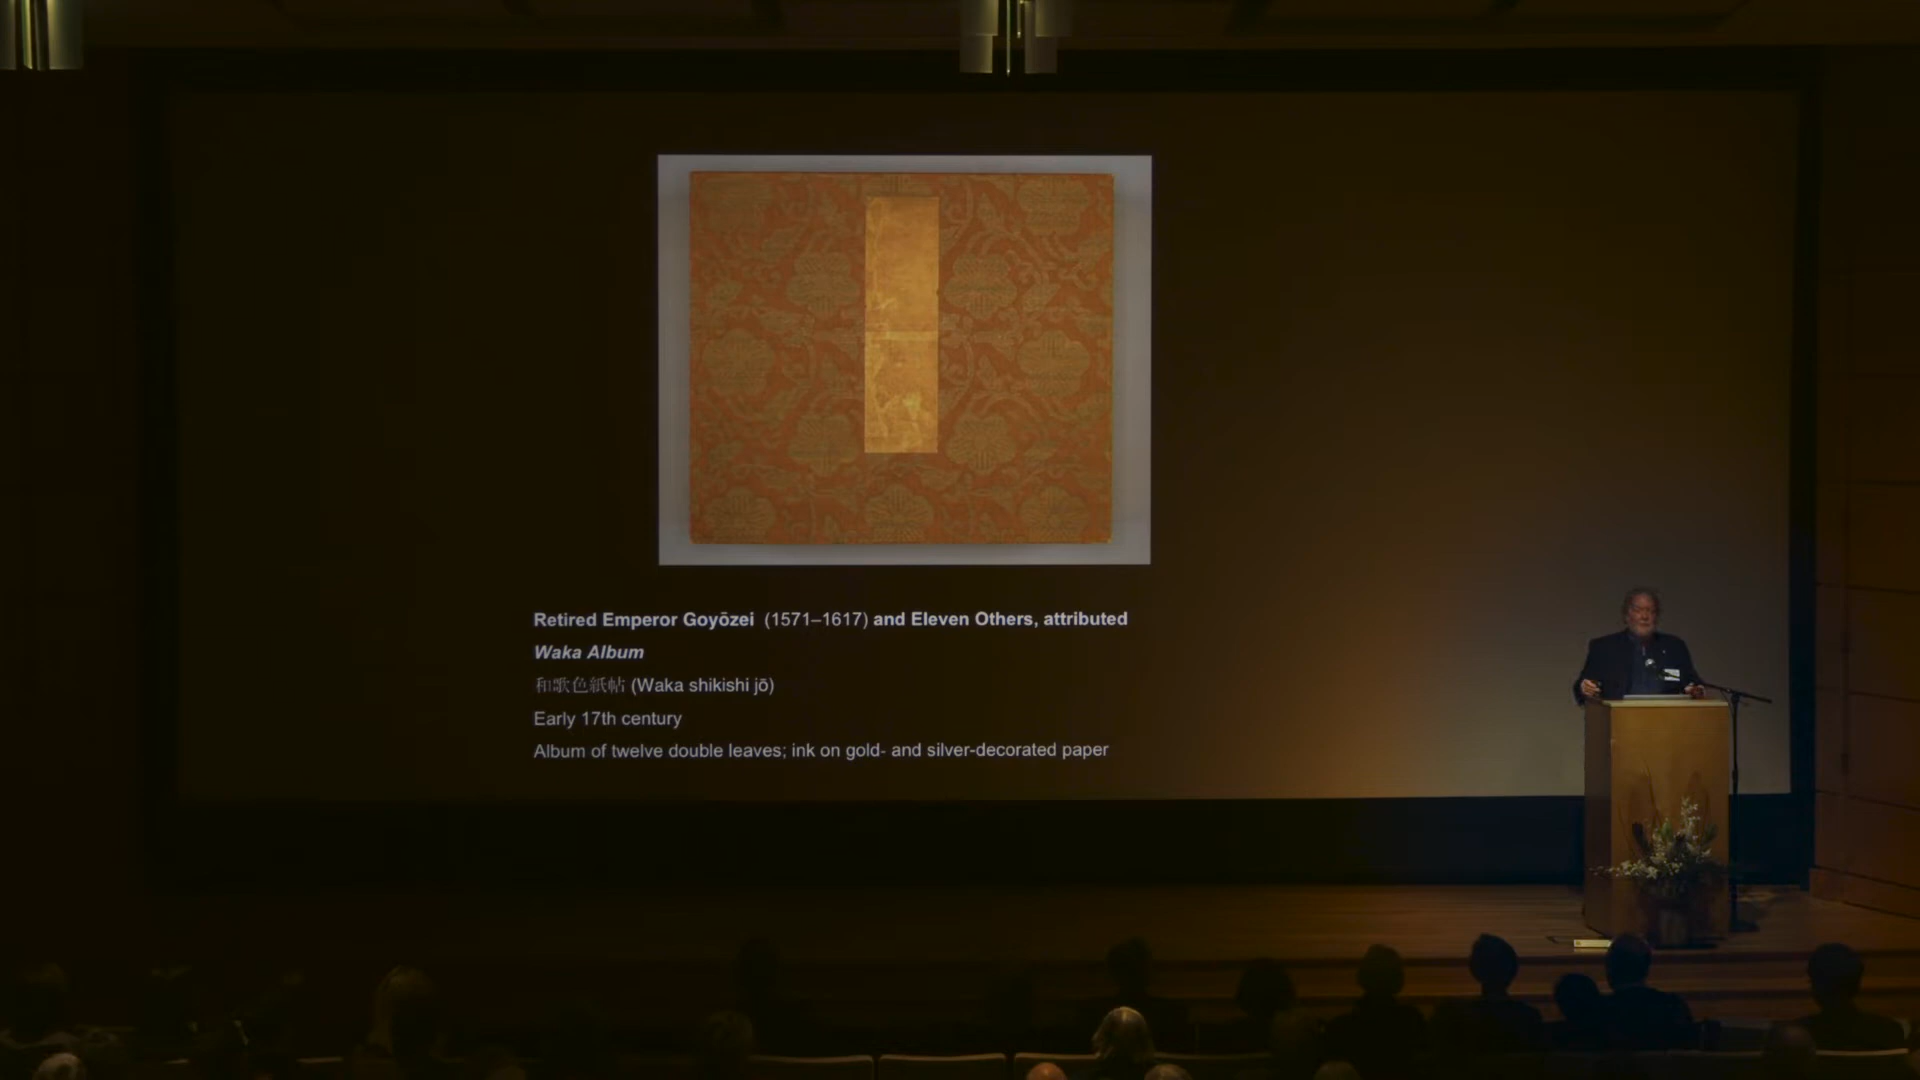 Retired Emperor Goyōzei (1571–1617) and Eleven Others, attributed
Waka Album
和歌色紙帖 (Waka shikishi jō)
Early 17th century
Album of twelve double leaves; ink on gold- and silver-decorated paper